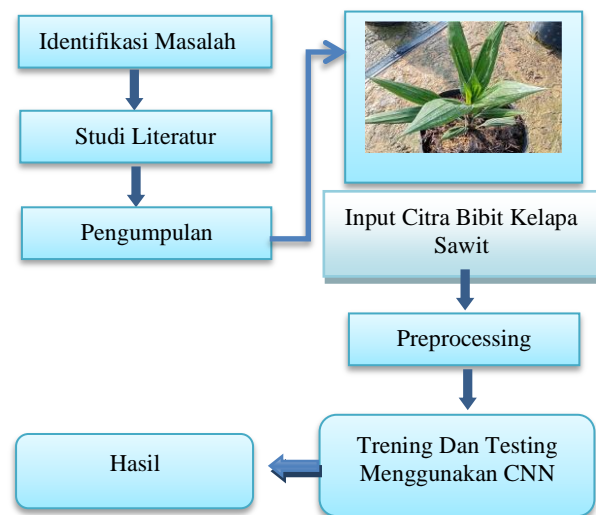 Identifikasi Masalah
Studi Literatur
Pengumpulan
Input Citra Bibit Kelapa
Sawit
Preprocessing
Trening Dan Testing
Menggunakan CNN
Hasil